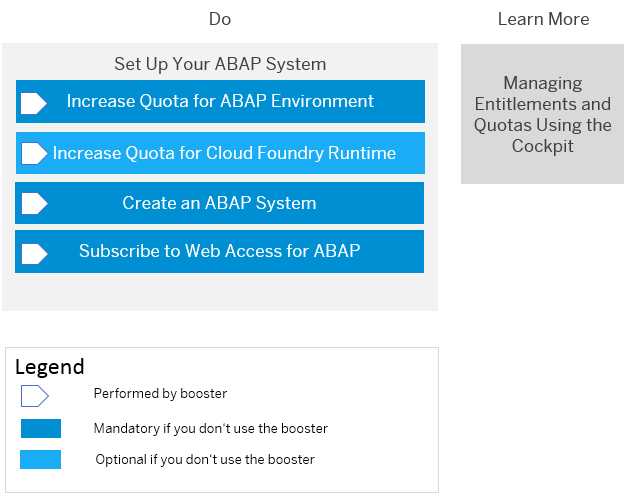 Do
Learn More
Set Up Your ABAP System
Increase Quota for ABAP Environment
Increase Quota for Cloud Foundry Runtime
Create an ABAP System
Subscribe to Web Access for ABAP
Managing
Entitlements and
Quotas Using the
Cockpit
Legend
Performed by booster
Mandatory if you don't use the booster
Optional if you don't use the booster